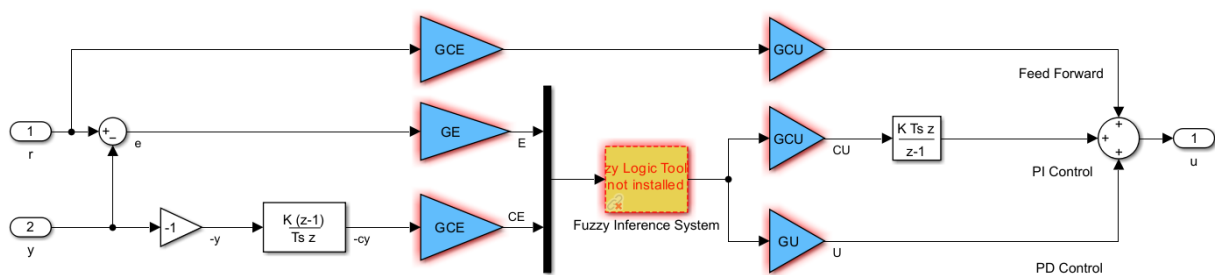 GCE
GCU
Feed Forward
1
r
+
−
e
GE
E
zy Logic Tool
not installed
Fuzzy Inference System
GCU
CU
K Ts z
z-1
PI Control
+
+
+
1
u
2
y
-1
-y
K (z-1)
Ts z
-cy
GCE
CE
GU
U
PD Control